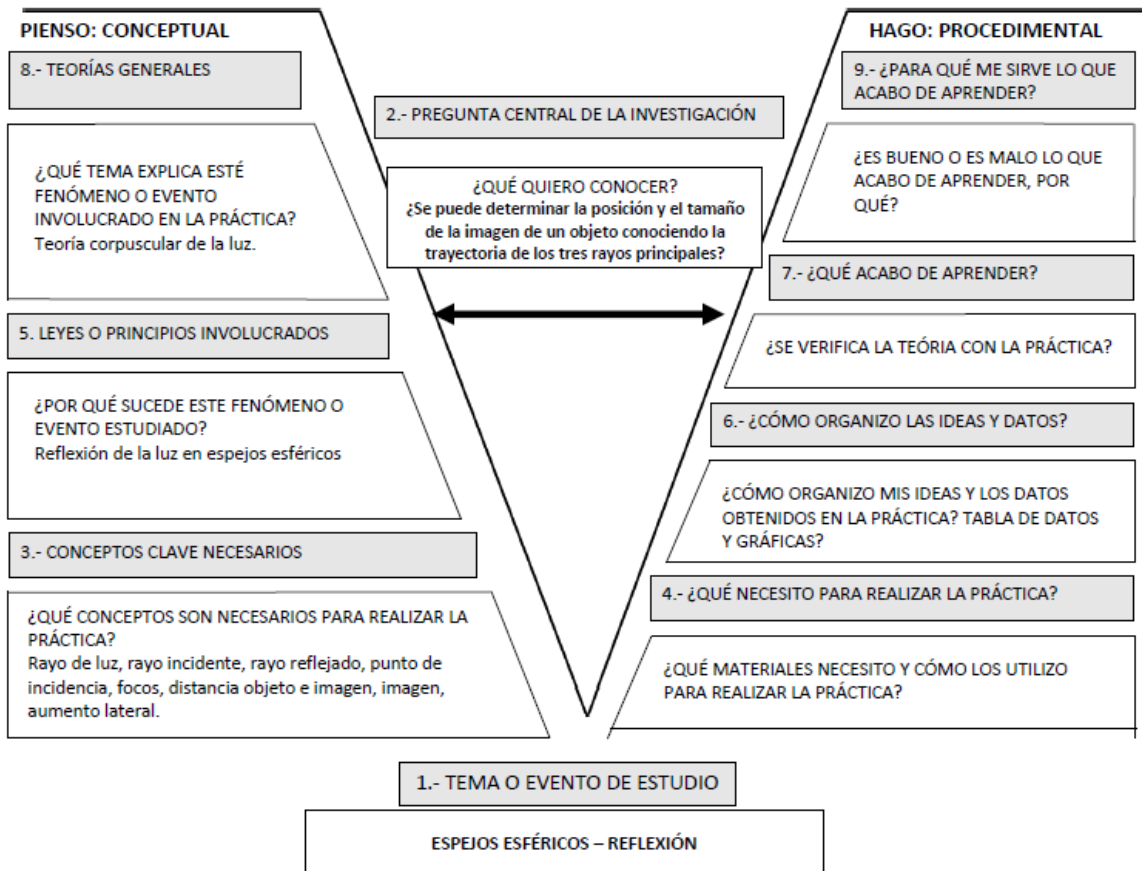 PIENSO: CONCEPTUAL
8.- TEORÍAS GENERALES
¿QUÉ TEMA EXPLICA ESTÉ
FENÓMENO O EVENTO
INVOLUCRADO EN LA PRÁCTICA?
Teoría corpuscular de la luz.
5. LEYES O PRINCIPIOS INVOLUCRADOS
¿POR QUÉ SUCEDE ESTE FENÓMENO O
EVENTO ESTUDIADO?
Reflexión de la luz en espejos esféricos
3.- CONCEPTOS CLAVE NECESARIOS
¿QUÉ CONCEPTOS SON NECESARIOS PARA REALIZAR LA
PRÁCTICA?
Rayo de luz, rayo incidente, rayo reflejado, punto de
incidencia, focos, distancia objeto e imagen, imagen,
aumento lateral.
2.- PREGUNTA CENTRAL DE LA INVESTIGACIÓN
¿QUÉ QUIERO CONOCER?
¿Se puede determinar la posición y el tamaño
de la imagen de un objeto conociendo la
trayectoria de los tres rayos principales?
HAGO: PROCEDIMENTAL
9.- ¿PARA QUÉ ME SIRVE LO QUE
ACABO DE APRENDER?
¿ES BUENO O ES MALO LO QUE
ACABO DE APRENDER, POR
QUÉ?
7.- ¿QUÉ ACABO DE APRENDER?
¿SE VERIFICA LA TEÓRIA CON LA PRÁCTICA?
6.- ¿CÓMO ORGANIZO LAS IDEAS Y DATOS?
¿CÓMO ORGANIZO MIS IDEAS Y LOS DATOS
OBTENIDOS EN LA PRÁCTICA? TABLA DE DATOS
Y GRÁFICAS?
4.- ¿QUÉ NECESITO PARA REALIZAR LA PRÁCTICA?
¿QUÉ MATERIALES NECESITO Y CÓMO LOS UTILIZO
PARA REALIZAR LA PRÁCTICA?
1.- TEMA O EVENTO DE ESTUDIO
ESPEJOS ESFÉRICOS – REFLEXIÓN